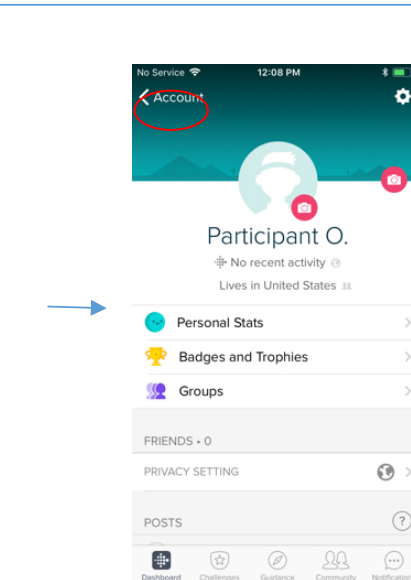 No Service 12:08 PM
Account
Participant O.
No recent activity
Lives in United States
Personal Stats
Badges and Trophies
Groups
FRIENDS • 0
PRIVACY SETTING
POSTS
?
Dashboard Challenges Guidance Community Notifications